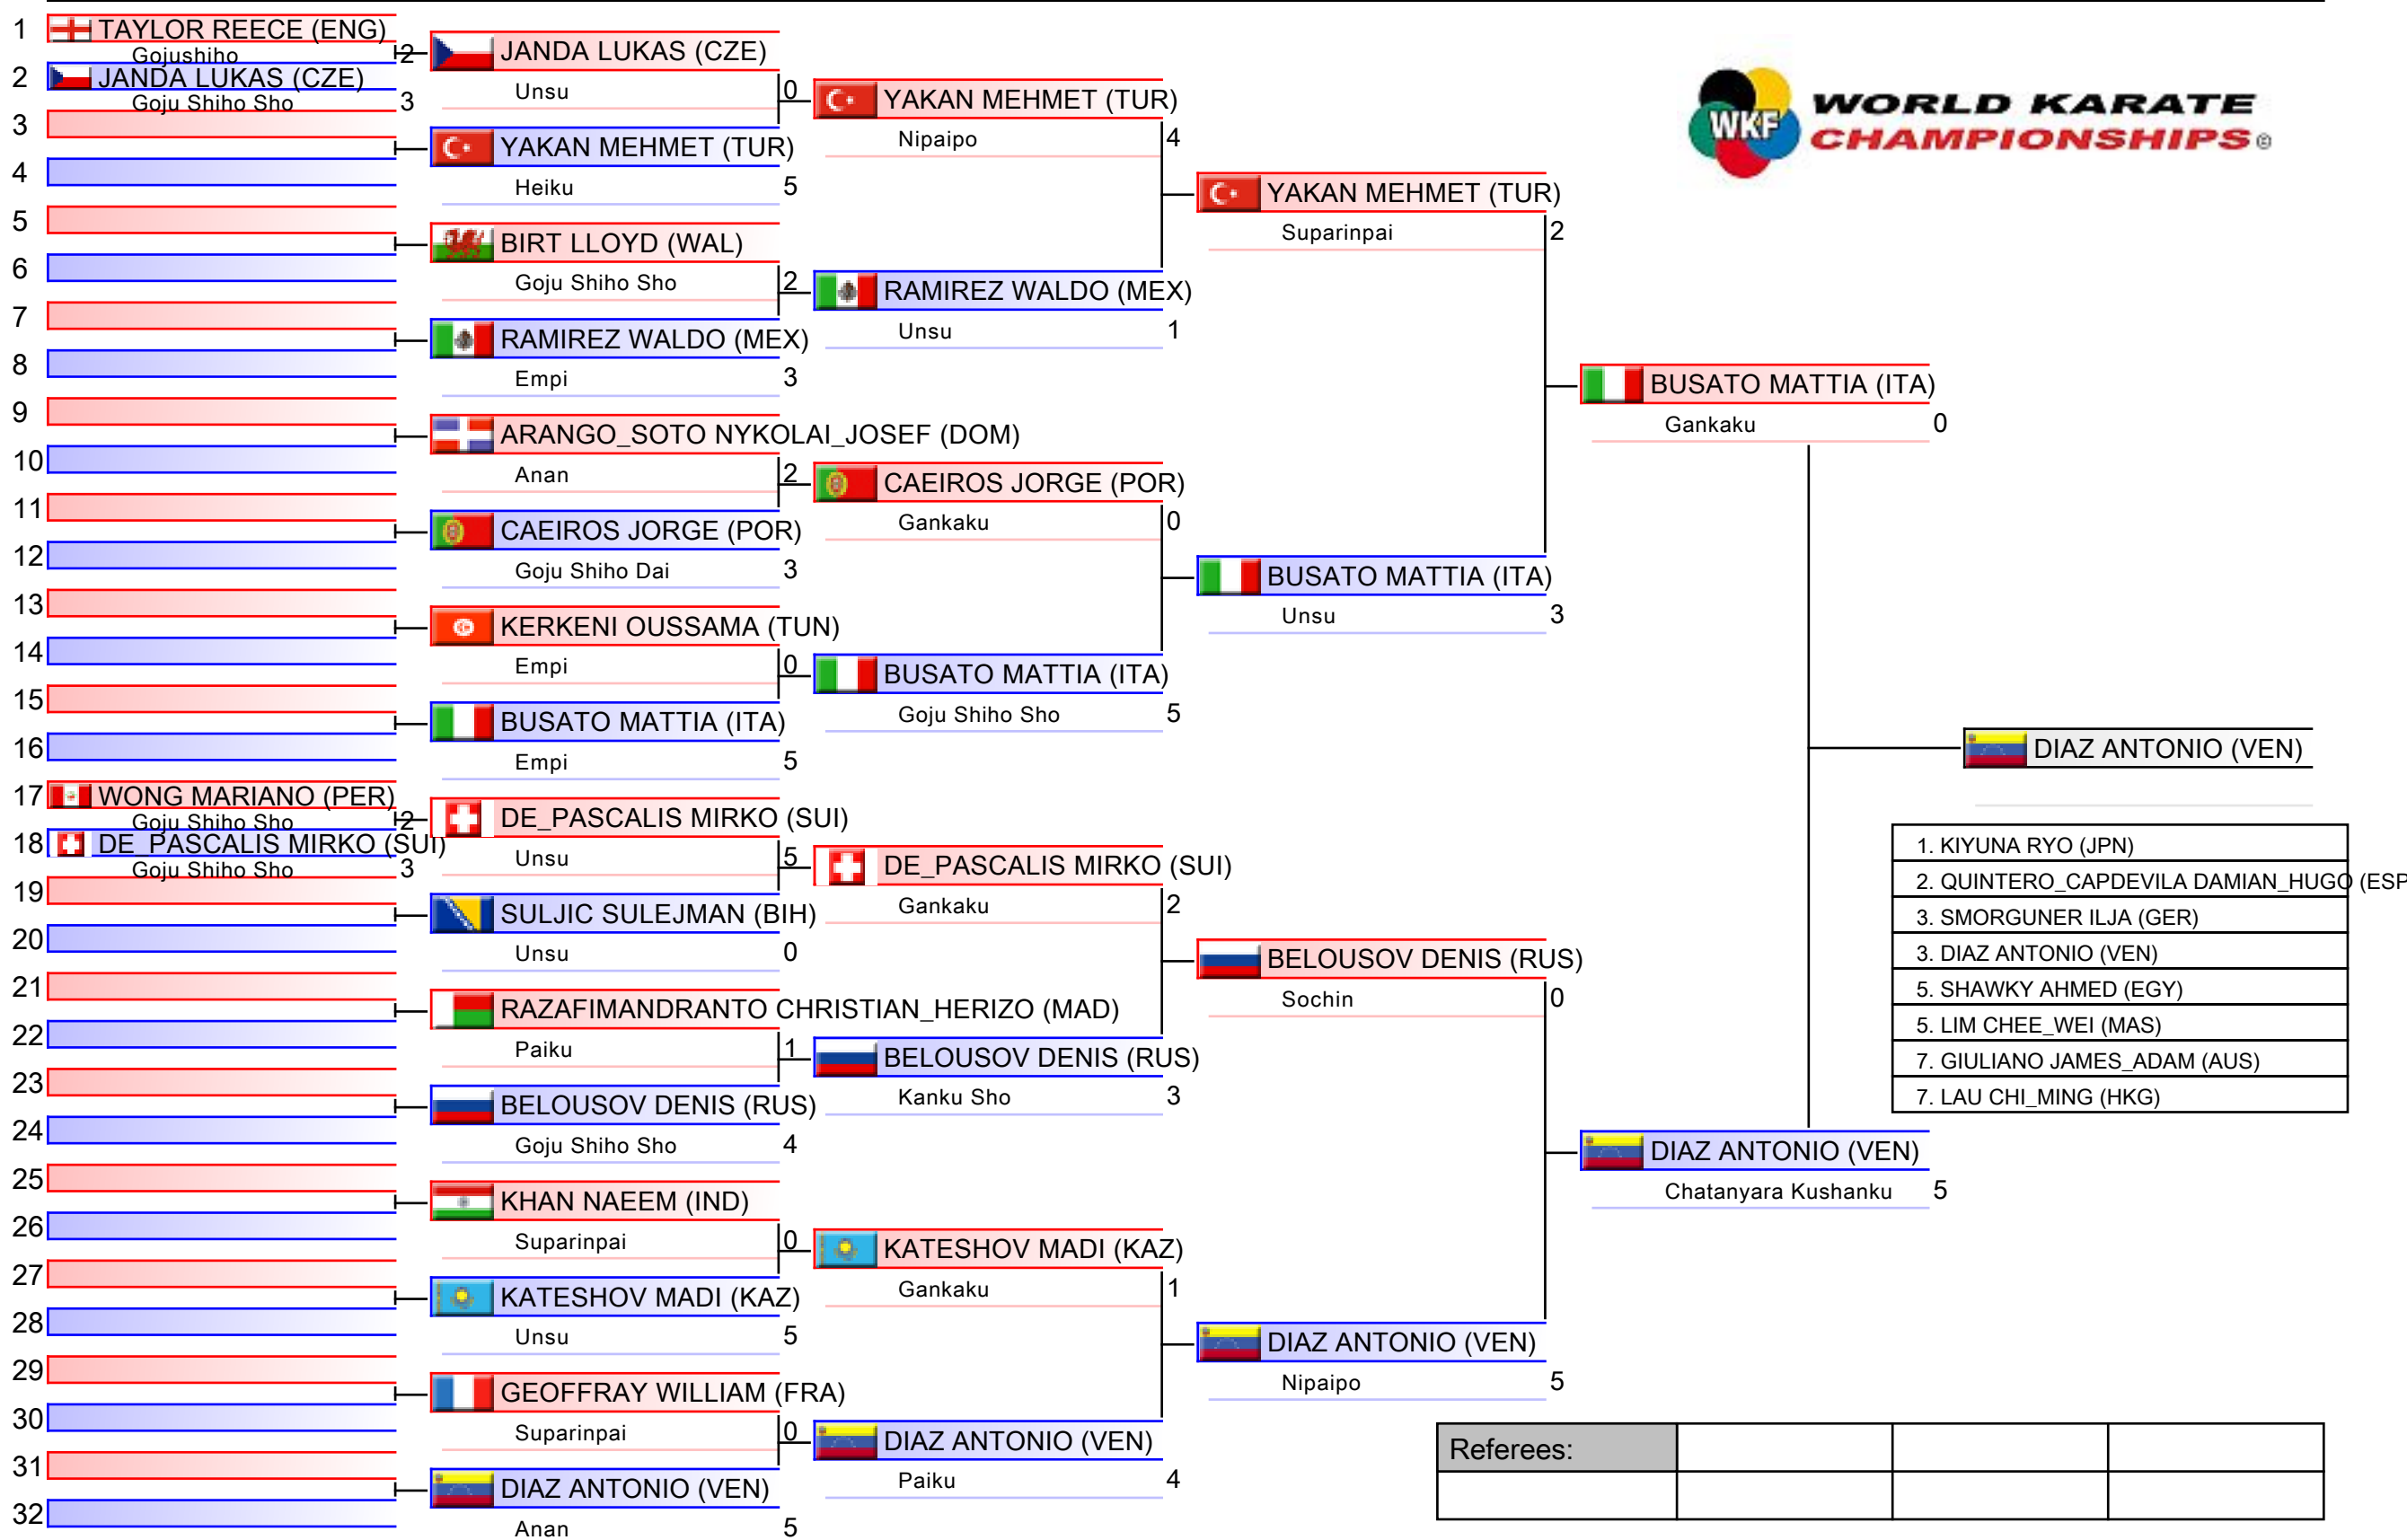 1 TAYLOR REECE (ENG)
Gojushiho 2
2 JANDA LUKAS (CZE)
Goju Shiho Sho 3
3
4
5
6
7
8
9
10
11
12
13
14
15
16
17 WONG MARIANO (PER)
Goju Shiho Sho 2
18 DE_PASCALIS MIRKO (SUI)
Goju Shiho Sho 3
19
20
21
22
23
24
25
26
27
28
29
30
31
32
JANDA LUKAS (CZE)
Unsu 0
YAKAN MEHMET (TUR)
Heiku 5
BIRT LLOYD (WAL)
Goju Shiho Sho 2
RAMIREZ WALDO (MEX)
Empi 3
ARANGO_SOTO NYKOLAI_JOSEF (DOM)
Anan 2
CAEIROS JORGE (POR)
Goju Shiho Dai 3
KERKENI OUSSAMA (TUN)
Empi 0
BUSATO MATTIA (ITA)
Empi 5
DE_PASCALIS MIRKO (SUI)
Unsu 5
SULJIC SULEJMAN (BIH)
Unsu 0
RAZAFIMANDRANTO CHRISTIAN_HERIZO (MAD)
Paiku 1
BELOUSOV DENIS (RUS)
Goju Shiho Sho 4
KHAN NAEEM (IND)
Suparinpai 0
KATESHOV MADI (KAZ)
Unsu 5
GEOFFRAY WILLIAM (FRA)
Suparinpai 0
DIAZ ANTONIO (VEN)
Anan 5
YAKAN MEHMET (TUR)
Nipaipo 4
RAMIREZ WALDO (MEX)
Unsu 1
CAEIROS JORGE (POR)
Gankaku 0
BUSATO MATTIA (ITA)
Goju Shiho Sho 5
DE_PASCALIS MIRKO (SUI)
Gankaku 2
BELOUSOV DENIS (RUS)
Kanku Sho 3
KATESHOV MADI (KAZ)
Gankaku 1
DIAZ ANTONIO (VEN)
Paiku 4
YAKAN MEHMET (TUR)
Suparinpai 2
BUSATO MATTIA (ITA)
Unsu 3
BELOUSOV DENIS (RUS)
Sochin 0
DIAZ ANTONIO (VEN)
Nipaipo 5
BUSATO MATTIA (ITA)
Gankaku 0
DIAZ ANTONIO (VEN)
Chatanyara Kushanku 5
WKF
WORLD KARATE
CHAMPIONSHIPS ®
DIAZ ANTONIO (VEN)
1. KIYUNA RYO (JPN)
2. QUINTERO_CAPDEVILA DAMIAN_HUGO (ESP
3. SMORGUNER ILJA (GER)
3. DIAZ ANTONIO (VEN)
5. SHAWKY AHMED (EGY)
5. LIM CHEE_WEI (MAS)
7. GIULIANO JAMES_ADAM (AUS)
7. LAU CHI_MING (HKG)
Referees: